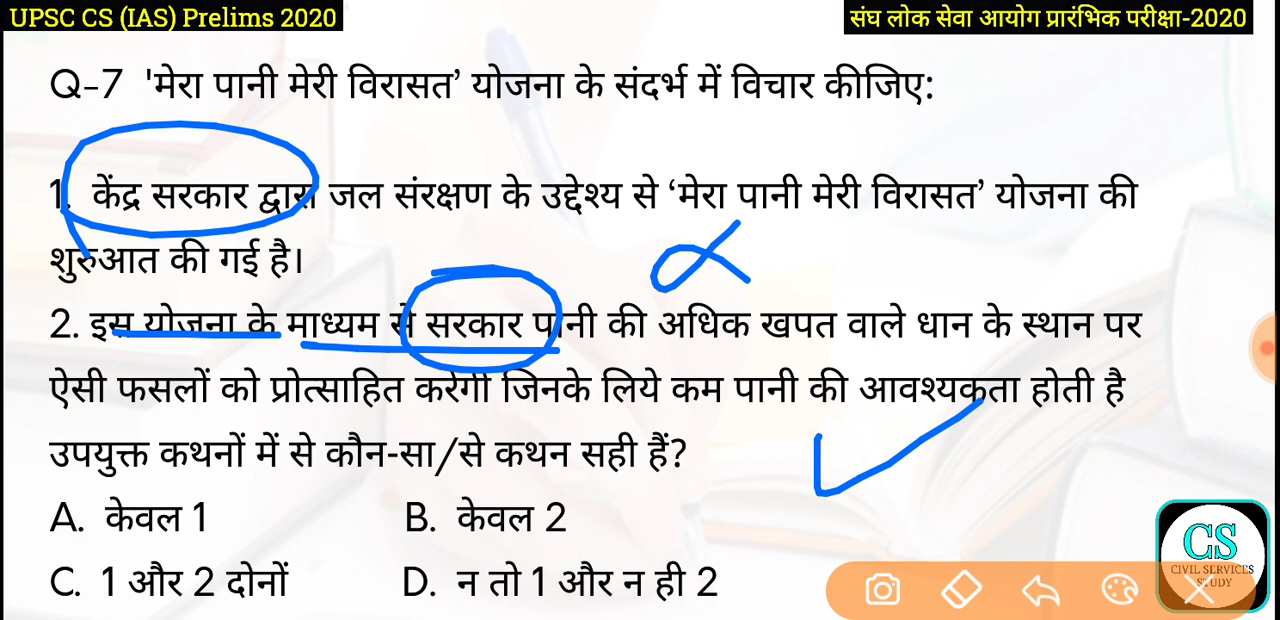 UPSC CS (IAS) Prelims 2020
संघ लोक सेवा आयोग प्रारंभिक परीक्षा-2020
Q-7 'मेरा पानी मेरी विरासत’ योजना के संदर्भ में विचार कीजिए:
1. केंद्र सरकार द्वारा जल संरक्षण के उद्देश्य से ‘मेरा पानी मेरी विरासत’ योजना की
शुरुआत की गई है।
2. इस योजना के माध्यम से सरकार पानी की अधिक खपत वाले धान के स्थान पर
ऐसी फसलों को प्रोत्साहित करेगी जिनके लिये कम पानी की आवश्यकता होती है
उपयुक्त कथनों में से कौन-सा/से कथन सही हैं?
A. केवल 1 B. केवल 2
C. 1 और 2 दोनों D. न तो 1 और न ही 2
CS
CIVIL SERVICES
STUDY